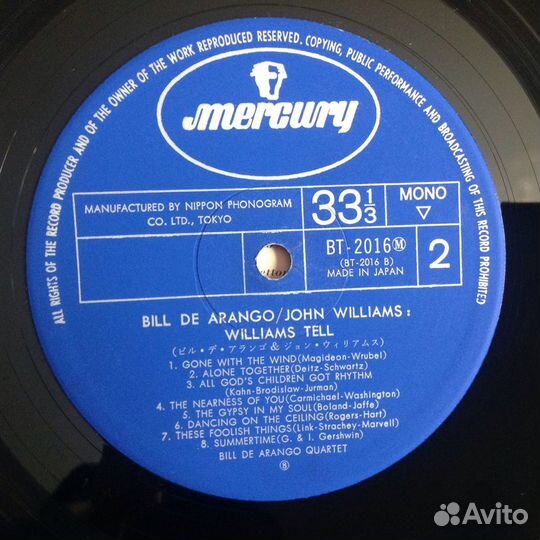 ALL RIGHTS OF THE RECORD PRODUCER AND OF THE OWNER OF THE WORK REPRODUCED RESERVED. COPYING, PUBLIC PERFORMANCE AND BROADCASTING OF THIS RECORD PROHIBITED
mercury
MANUFACTURED BY NIPPON PHONOGRAM
CO. LTD., TOKYO
33 1/3
MONO
▽
BT-2016Ⓜ
(BT-2016 B)
MADE IN JAPAN
2
BILL DE ARANGO/JOHN WILLIAMS:
WILLIAMS TELL
(ビル・デ・アランゴ&ジョン・ウィリアムス)
1. GONE WITH THE WIND(Magideon-Wrubel)
2. ALONE TOGETHER(Deitz-Schwartz)
3. ALL GOD'S CHILDREN GOT RHYTHM
(Kahn-Brodislaw-Jurman)
4. THE NEARNESS OF YOU(Carmichael-Washington)
5. THE GYPSY IN MY SOUL(Boland-Jaffe)
6. DANCING ON THE CEILING(Rogers-Hart)
7. THESE FOOLISH THINGS(Link-Strachey-Marvell)
8. SUMMERTIME(G. & I. Gershwin)
BILL DE ARANGO QUARTET
Avito